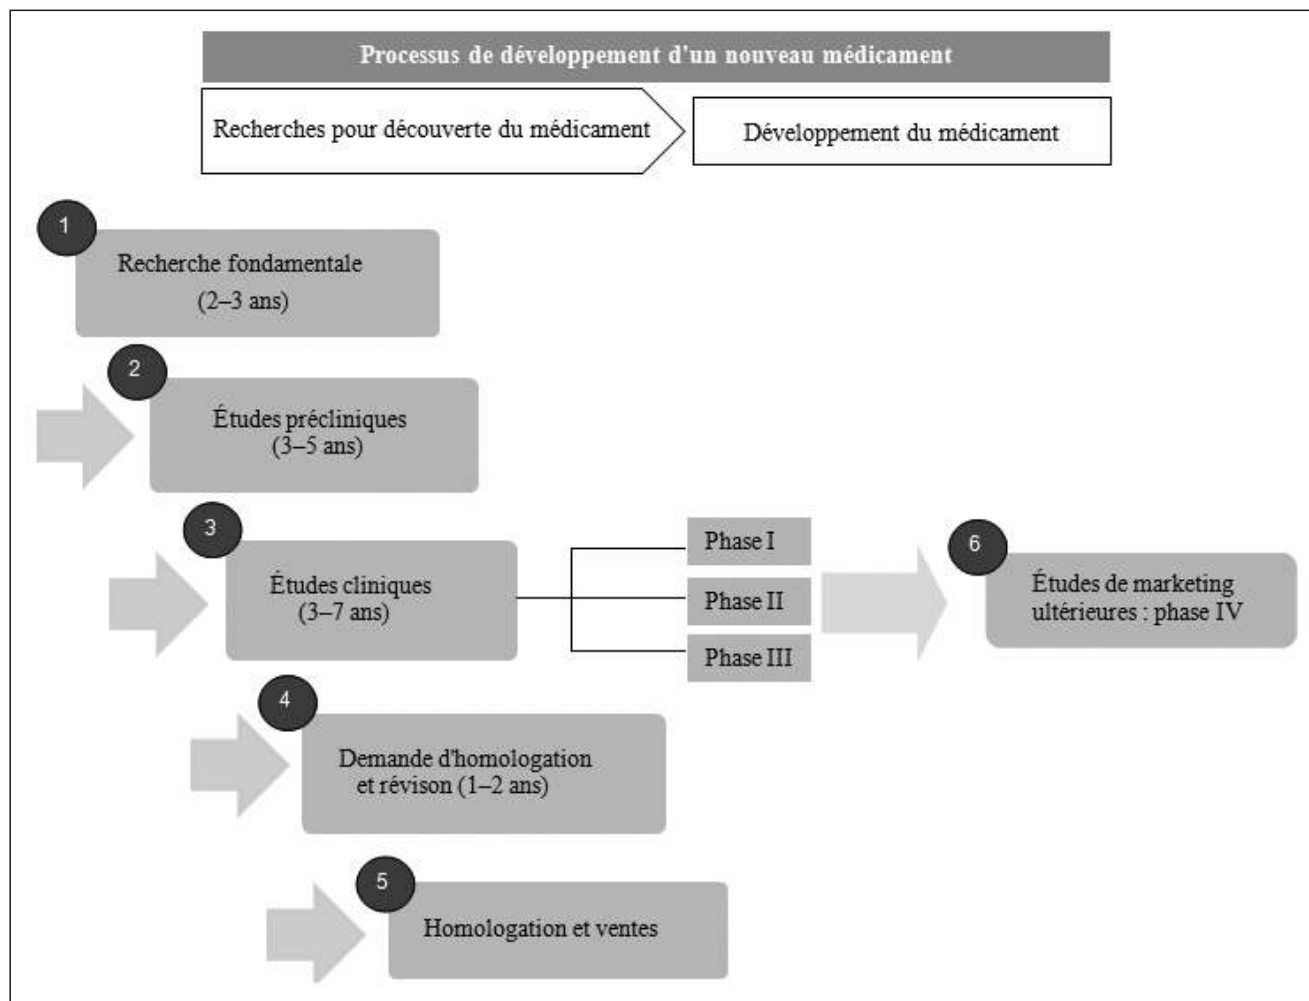 Processus de développement d'un nouveau médicament
Recherches pour découverte du médicament
Développement du médicament
1
Recherche fondamentale
(2–3 ans)
2
Études précliniques
(3–5 ans)
3
Études cliniques
(3–7 ans)
Phase I
Phase II
Phase III
6
Études de marketing
ultérieures : phase IV
4
Demande d'homologation
et révison (1–2 ans)
5
Homologation et ventes